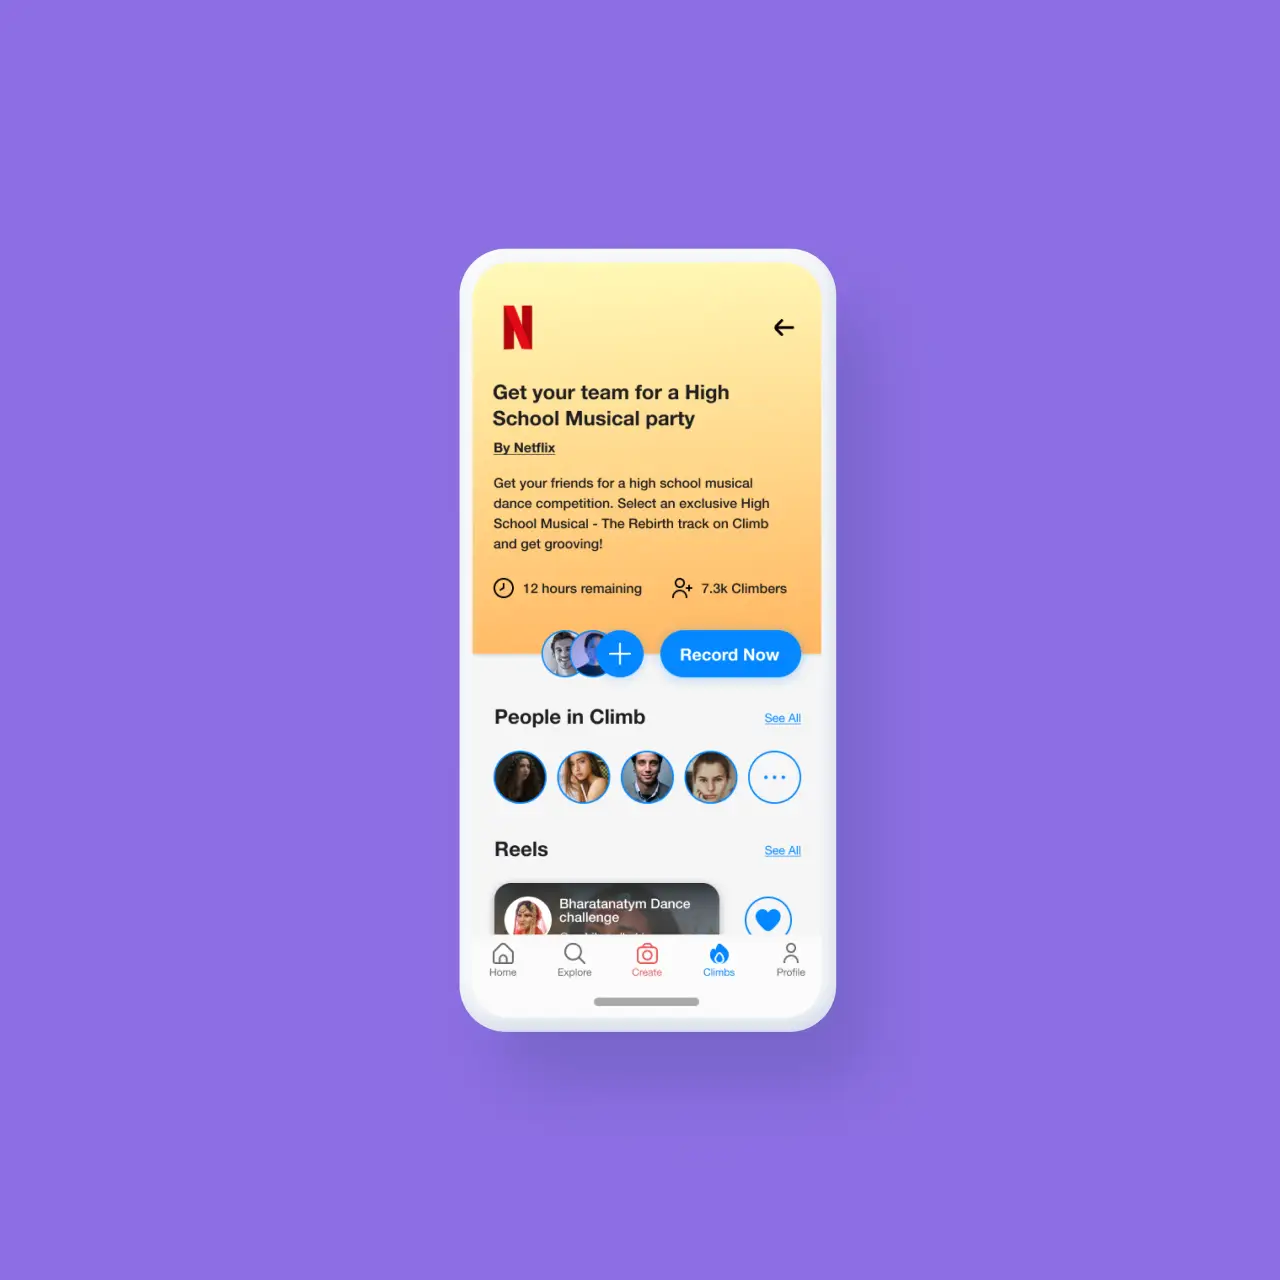 N
Get your team for a High
School Musical party
By Netflix
Get your friends for a high school musical
dance competition. Select an exclusive High
School Musical - The Rebirth track on Climb
and get grooving!
12 hours remaining
7.3k Climbers
Record Now
People in Climb
See All
Reels
See All
Bharatanatym Dance
challenge
Home
Explore
Create
Climbs
Profile